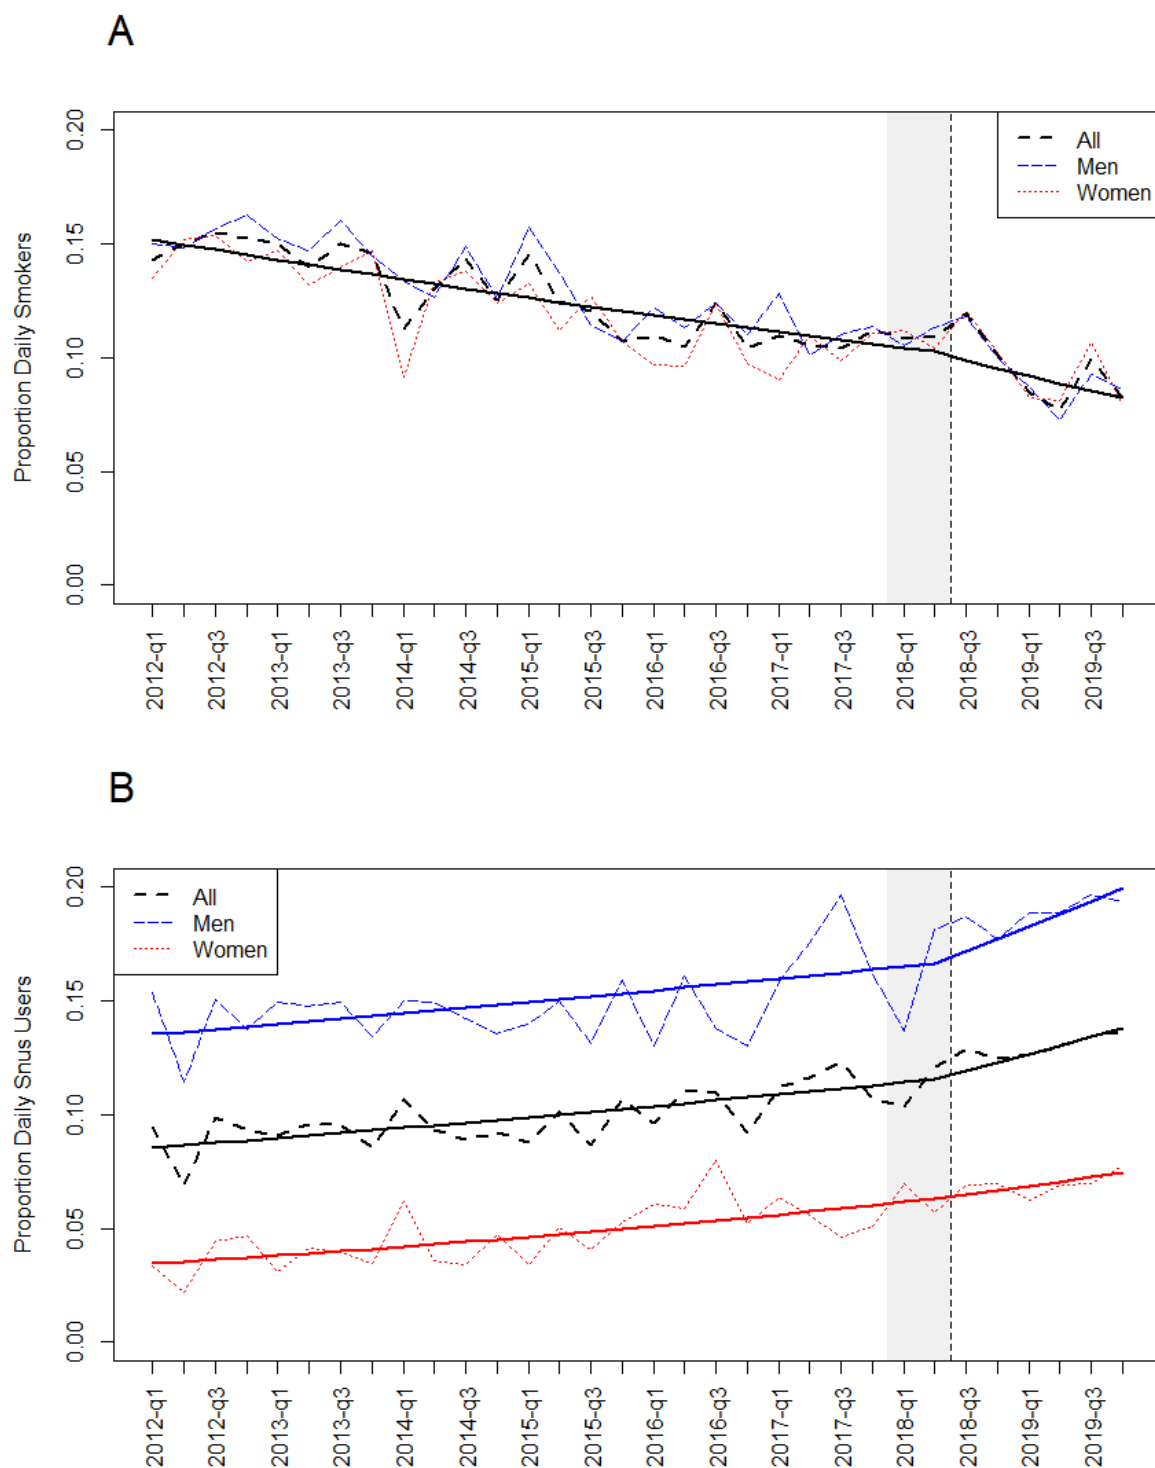 A
Proportion Daily Smokers
0.20
0.15
0.10
0.05
0.00
All
Men
Women
2012-q1
2012-q3
2013-q1
2013-q3
2014-q1
2014-q3
2015-q1
2015-q3
2016-q1
2016-q3
2017-q1
2017-q3
2018-q1
2018-q3
2019-q1
2019-q3
B
Proportion Daily Snus Users
0.20
0.15
0.10
0.05
0.00
All
Men
Women
2012-q1
2012-q3
2013-q1
2013-q3
2014-q1
2014-q3
2015-q1
2015-q3
2016-q1
2016-q3
2017-q1
2017-q3
2018-q1
2018-q3
2019-q1
2019-q3